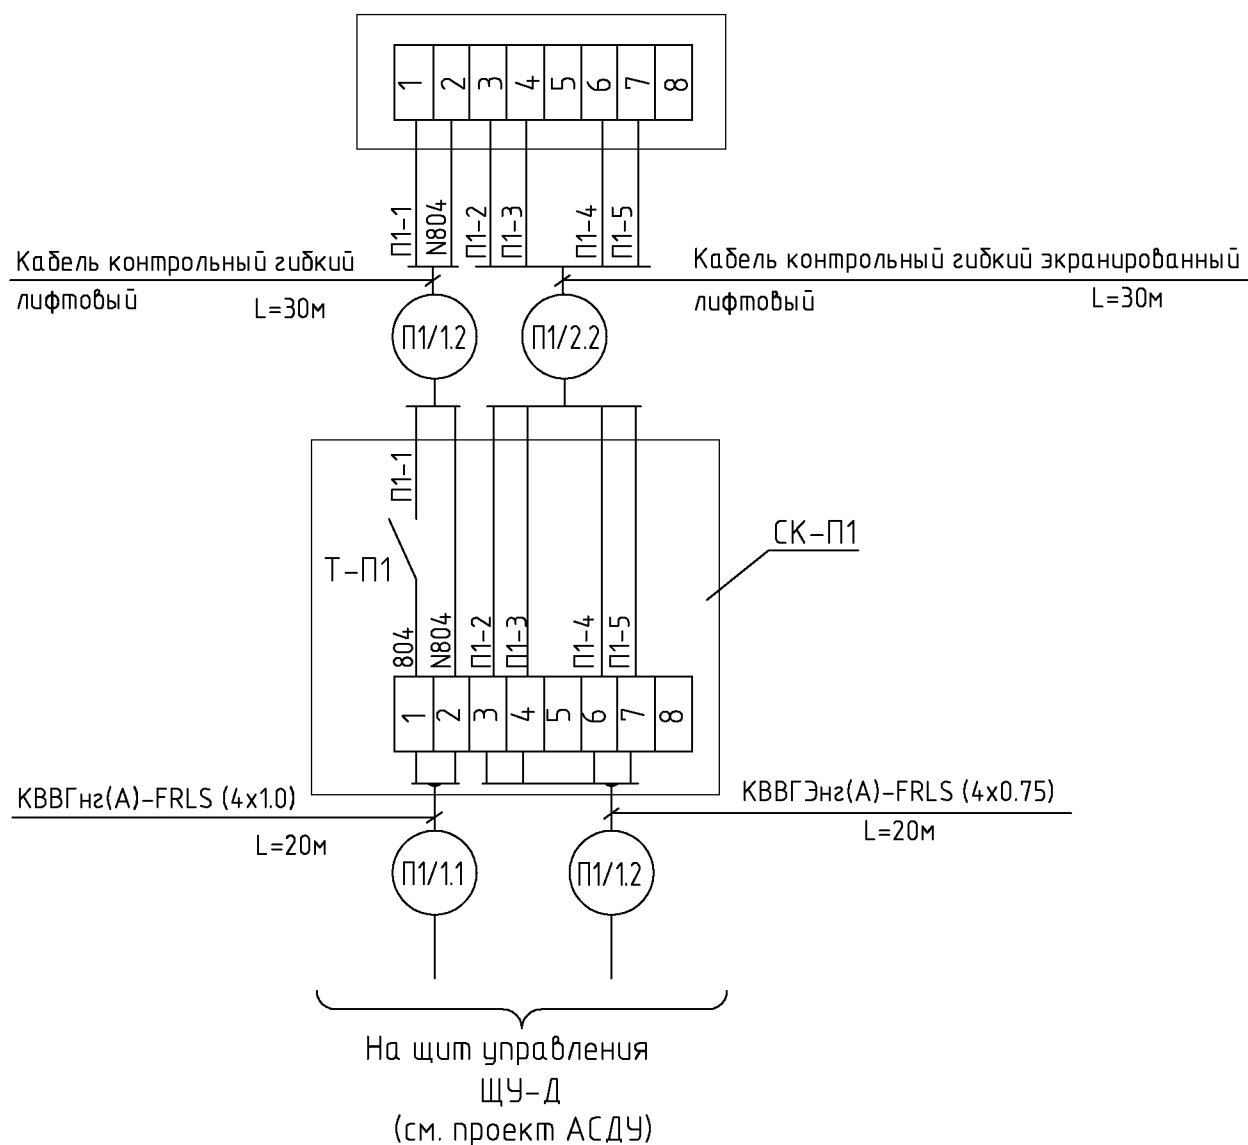 1 2 3 4 5 6 7 8
П1-1 N804 П1-2 П1-3 П1-4 П1-5
Кабель контрольный гибкий
лифтовый
L=30м
Кабель контрольный гибкий экранированный
лифтовый
L=30м
П1/1.2
П1/2.2
П1-1
Т-П1
СК-П1
804 N804 П1-2 П1-3 П1-4 П1-5
1 2 3 4 5 6 7 8
КВВГнг(А)-FRLS (4х1.0)
L=20м
КВВГЭнг(А)-FRLS (4х0.75)
L=20м
П1/1.1
П1/1.2
На щит управления
ЩУ-Д
(см. проект АСДУ)